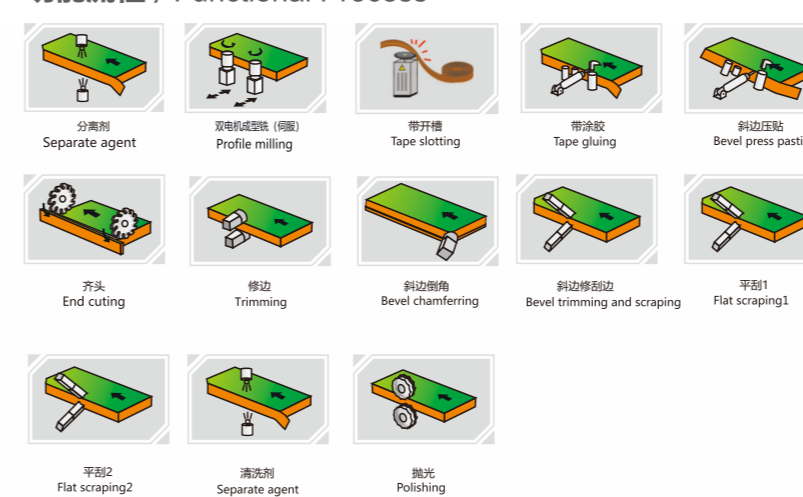 / Functional Process
分离剂
Separate agent
双电机成型铣 (伺服)
Profile milling
带开槽
Tape slotting
带涂胶
Tape gluing
斜边压贴
Bevel press pasti
齐头
End cuting
修边
Trimming
斜边倒角
Bevel chamferring
斜边修刮边
Bevel trimming and scraping
平刮1
Flat scraping1
平刮2
Flat scraping2
清洗剂
Separate agent
抛光
Polishing